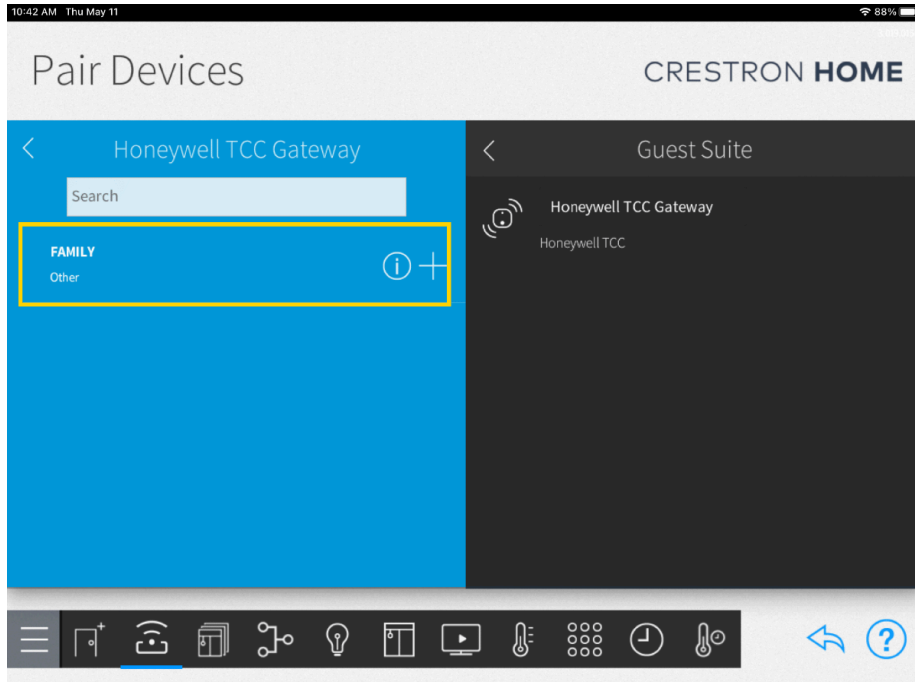 10:42 AM Thu May 11
88%
Pair Devices
CRESTRON HOME
Honeywell TCC Gateway
Search
FAMILY
Other
Guest Suite
Honeywell TCC Gateway
Honeywell TCC
?